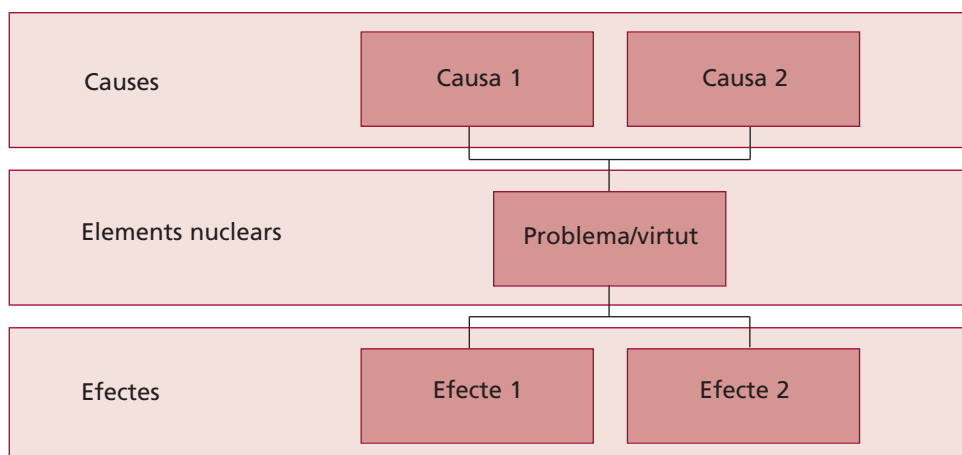 Causes
Causa 1
Causa 2
Elements nuclears
Problema/virtut
Efectes
Efecte 1
Efecte 2